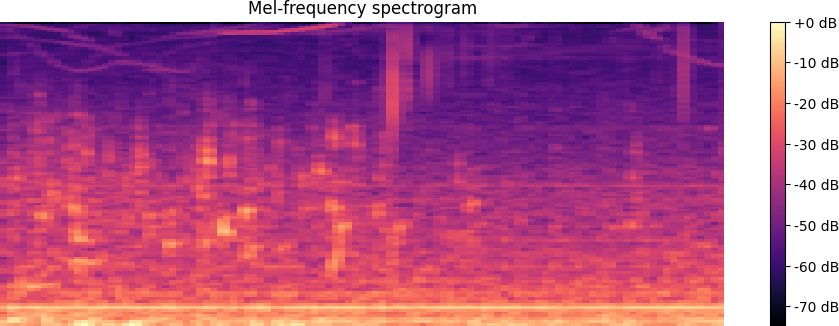 Mel-frequency spectrogram
+0 dB
-10 dB
-20 dB
-30 dB
-40 dB
-50 dB
-60 dB
-70 dB